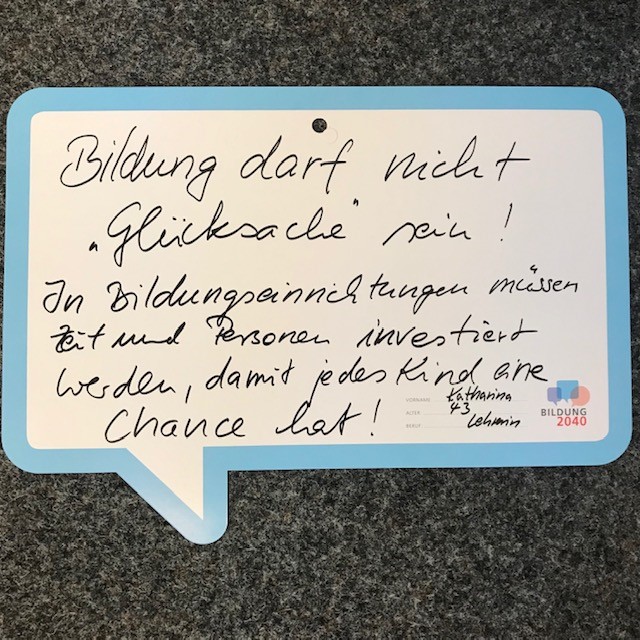 Bildung darf nicht
„Glücksache" sein!
In Bildungseinrichtungen müssen
Zeit und Personen investiert
werden, damit jedes Kind eine
Chance hat!
VORNAME: Katharina
ALTER: 43
BERUF: Lehrerin
BILDUNG
2040